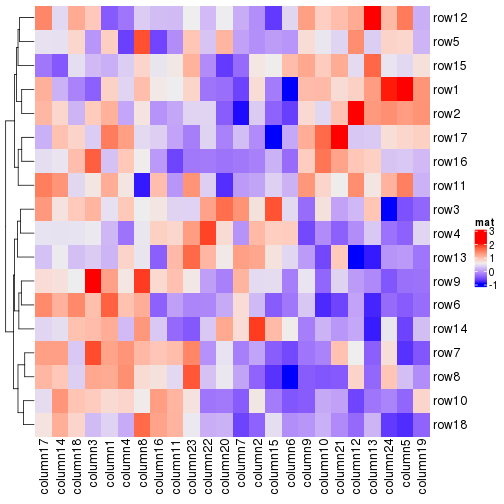 row12
row5
row15
row1
row2
row17
row16
row11
row3
row4
row13
row9
row6
row14
row7
row8
row10
row18
mat
3
2
1
0
-1
column17
column14
column18
column3
column1
column4
column8
column16
column11
column23
column22
column20
column7
column2
column15
column6
column9
column10
column21
column12
column13
column24
column5
column19